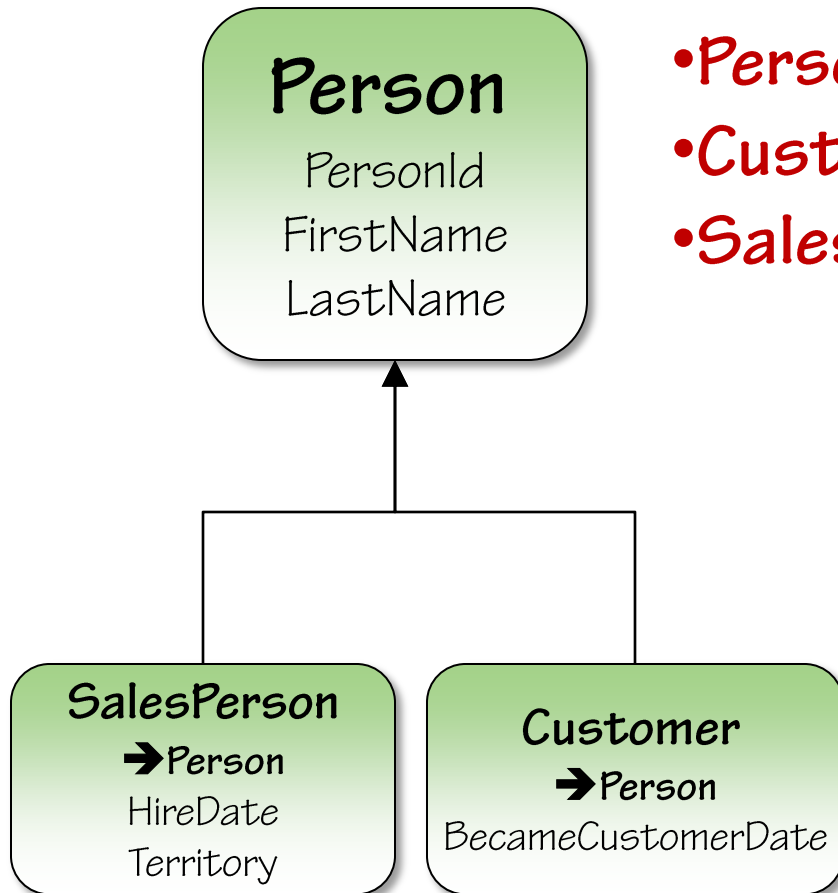 Person
PersonId
FirstName
LastName
SalesPerson
➔Person
HireDate
Territory
Customer
➔Person
BecameCustomerDate